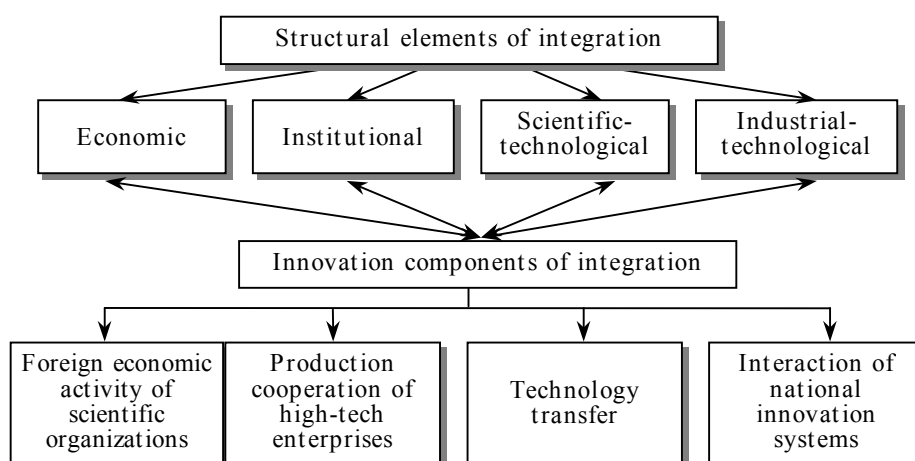 Structural elements of integration
Economic
Institutional
Scientific-
technological
Industrial-
technological
Innovation components of integration
Foreign economic
activity of
scientific
organizations
Production
cooperation of
high-tech
enterprises
Technology
transfer
Interaction of
national
innovation
systems